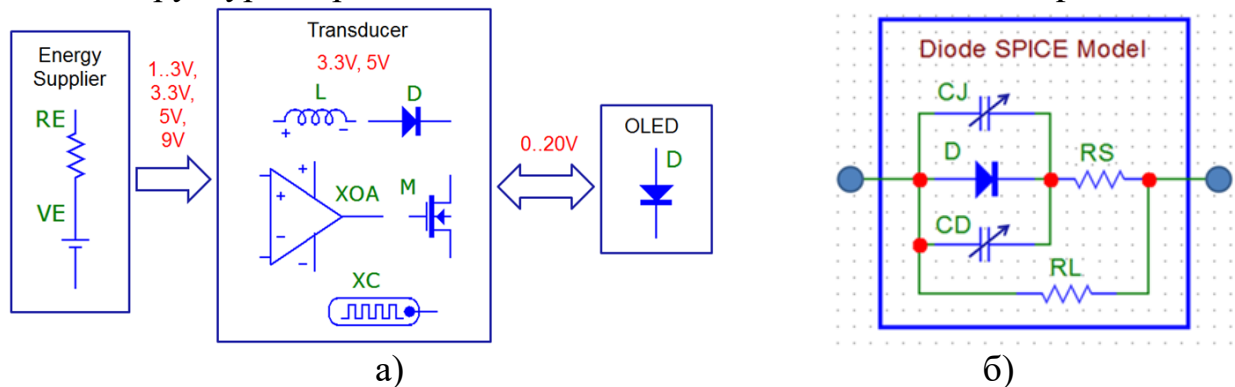 Energy
Supplier
RE
VE
1..3V,
3.3V,
5V,
9V
Transducer
3.3V, 5V
L
D
+ -
+
+
XOA
-
-
M
XC
0..20V
OLED
D
а)
Diode SPICE Model
CJ
D
RS
CD
RL
б)